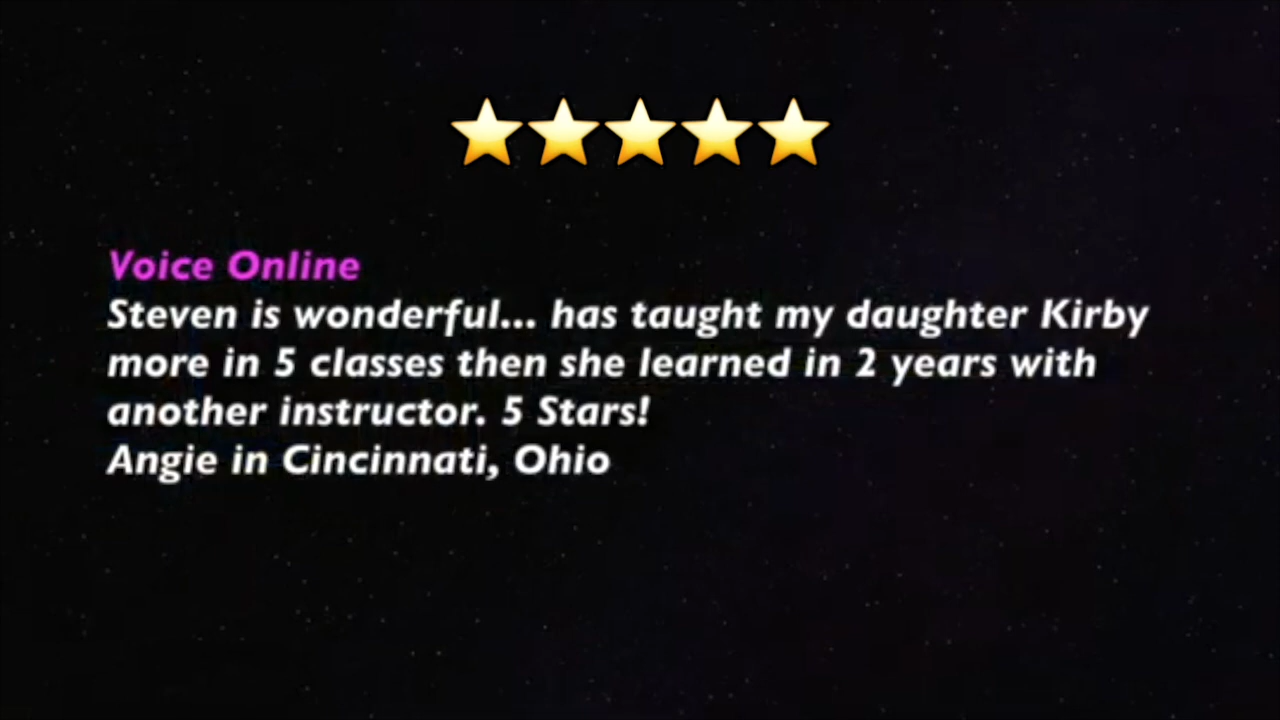 Voice Online
Steven is wonderful... has taught my daughter Kirby
more in 5 classes then she learned in 2 years with
another instructor. 5 Stars!
Angie in Cincinnati, Ohio